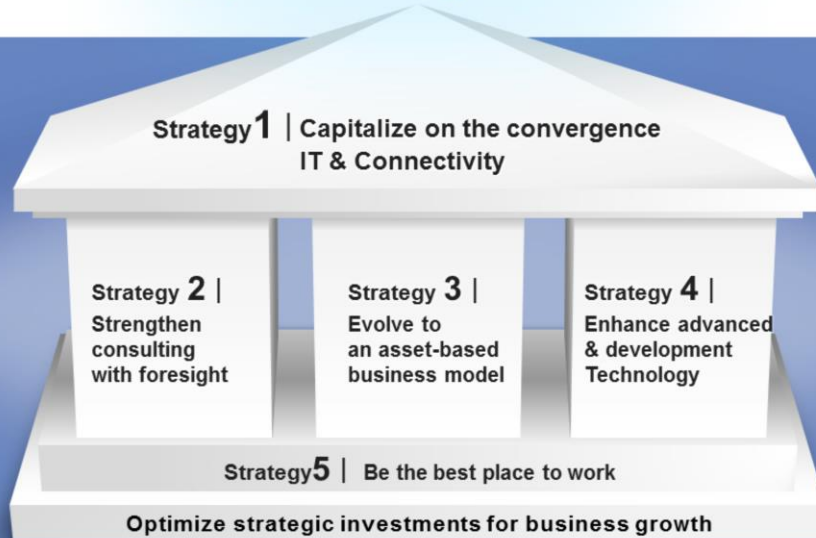 Strategy1 | Capitalize on the convergence
IT & Connectivity
Strategy 2 |
Strengthen
consulting
with foresight
Strategy 3 |
Evolve to
an asset-based
business model
Strategy 4 |
Enhance advanced
& development
Technology
Strategy5 | Be the best place to work
Optimize strategic investments for business growth